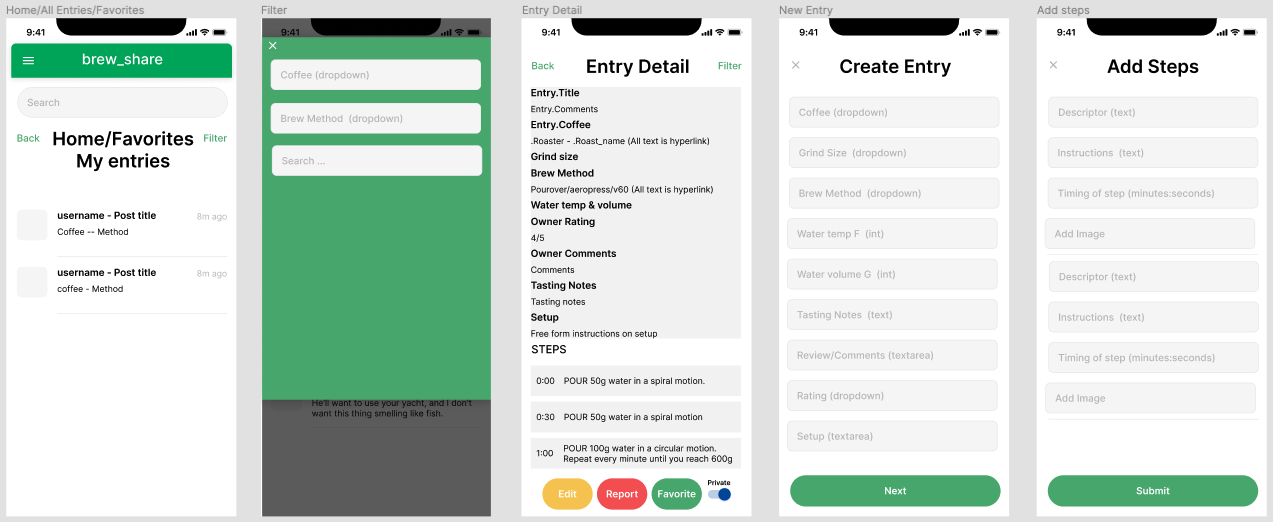 Home/All Entries/Favorites
9:41
brew_share
Search
Back
Home/Favorites
My entries
Filter
username - Post title
8m ago
Coffee -- Method
username - Post title
8m ago
coffee - Method
Filter
9:41
Coffee (dropdown)
Brew Method (dropdown)
Search ...
He'll want to use your yacht, and I don't
want this thing smelling like fish.
Entry Detail
9:41
Back
Entry Detail
Filter
Entry.Title
Entry.Comments
Entry.Coffee
.Roaster - .Roast_name (All text is hyperlink)
Grind size
Brew Method
Pourover/aeropress/v60 (All text is hyperlink)
Water temp & volume
Owner Rating
4/5
Owner Comments
Comments
Tasting Notes
Tasting notes
Setup
Free form instructions on setup
STEPS
0:00 POUR 50g water in a spiral motion.
0:30 POUR 50g water in a spiral motion
1:00 POUR 100g water in a circular motion.
Repeat every minute until you reach 600g
Edit
Report
Favorite
Private
New Entry
9:41
Create Entry
Coffee (dropdown)
Grind Size (dropdown)
Brew Method (dropdown)
Water temp F (int)
Water volume G (int)
Tasting Notes (text)
Review/Comments (textarea)
Rating (dropdown)
Setup (textarea)
Next
Add steps
9:41
Add Steps
Descriptor (text)
Instructions (text)
Timing of step (minutes:seconds)
Add Image
Descriptor (text)
Instructions (text)
Timing of step (minutes:seconds)
Add Image
Submit